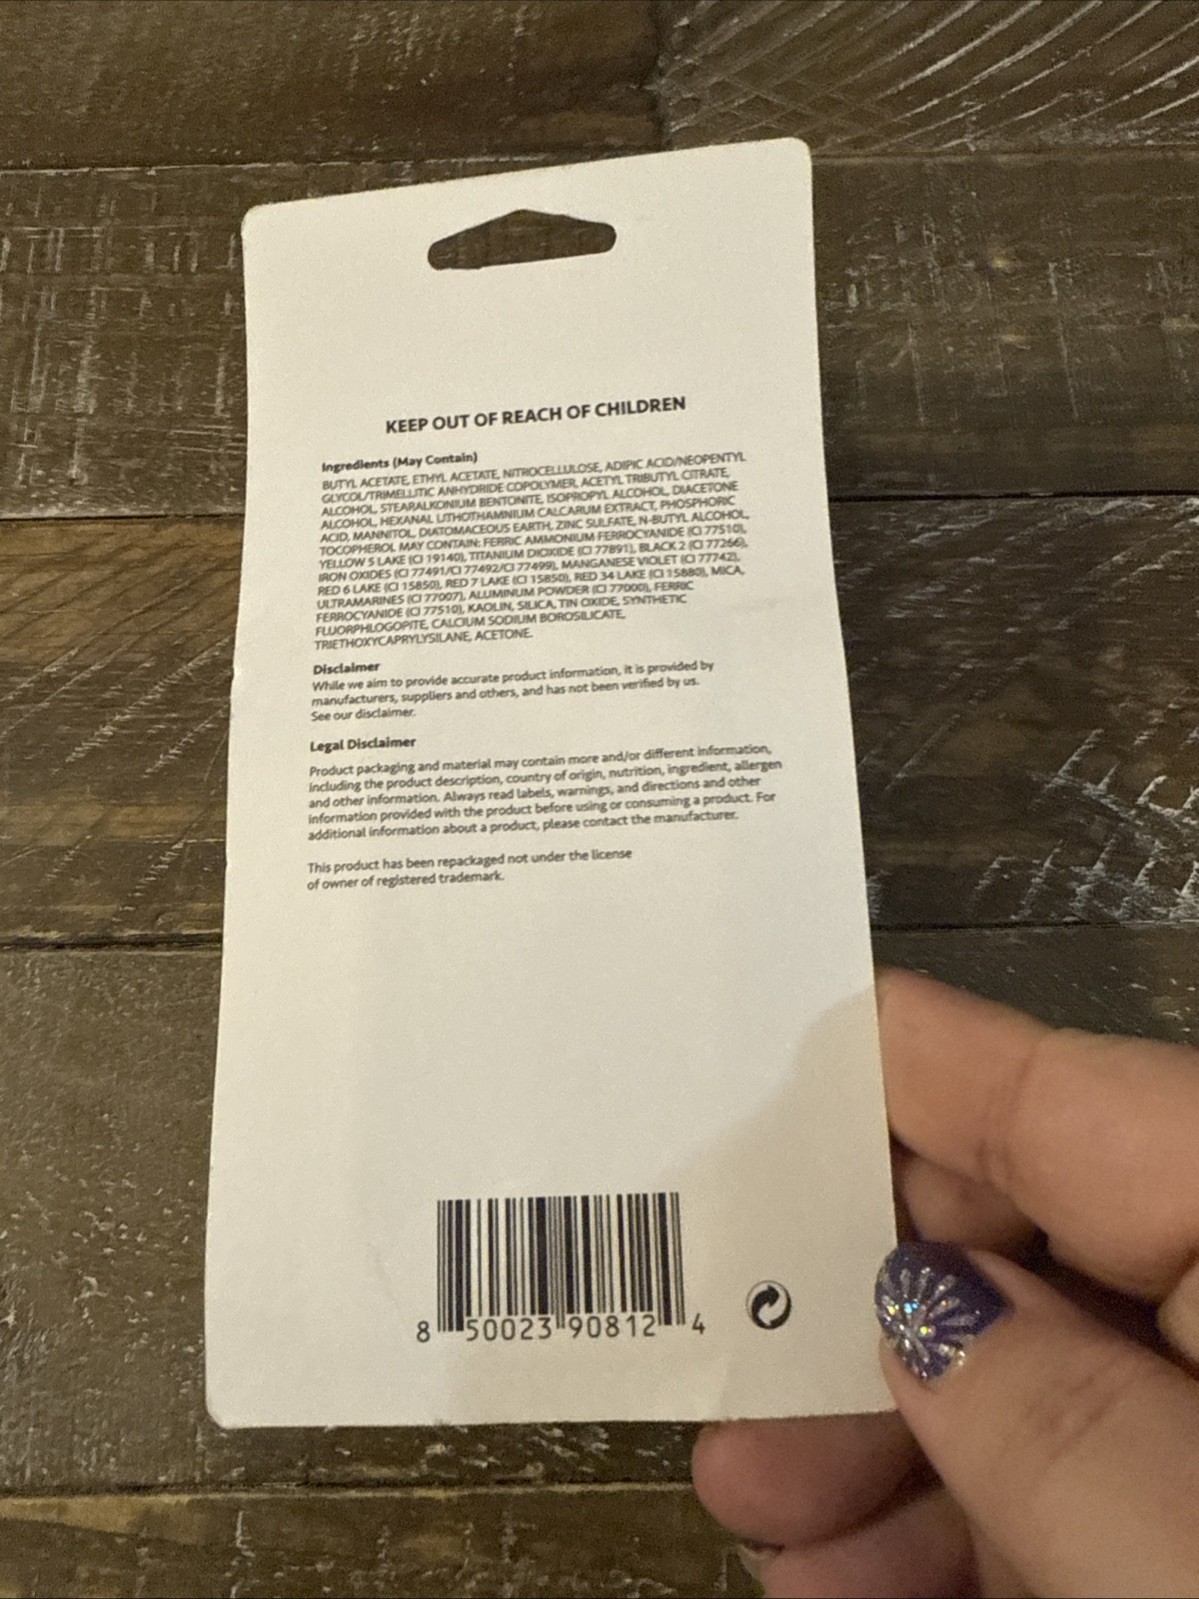 KEEP OUT OF REACH OF CHILDREN
Ingredients (May Contain)
BUTYL ACETATE, ETHYL ACETATE, NITROCELLULOSE, ADIPIC ACID/NEOPENTYL
GLYCOL/TRIMELLITIC ANHYDRIDE COPOLYMER, ACETYL TRIBUTYL CITRATE,
ALCOHOL, STEARALKONIUM BENTONITE, ISOPROPYL ALCOHOL, DIACETONE
ALCOHOL, HEXANAL LITHOTHAMNIUM CALCARUM EXTRACT, PHOSPHORIC
ACID, MANNITOL, DIATOMACEOUS EARTH, ZINC SULFATE, N-BUTYL ALCOHOL,
TOCOPHEROL MAY CONTAIN: FERRIC AMMONIUM FERROCYANIDE (CI 77510),
YELLOW 5 LAKE (CI 19140), TITANIUM DIOXIDE (CI 77891), BLACK 2 (CI 77266),
IRON OXIDES (CI 77491/CI 77492/CI 77499), MANGANESE VIOLET (CI 77742),
RED 6 LAKE (CI 15850), RED 7 LAKE (CI 15850), RED 34 LAKE (CI 15880), MICA,
ULTRAMARINES (CI 77007), ALUMINUM POWDER (CI 77000), FERRIC
FERROCYANIDE (CI 77510), KAOLIN, SILICA, TIN OXIDE, SYNTHETIC
FLUORPHLOGOPITE, CALCIUM SODIUM BOROSILICATE,
TRIETHOXYCAPRYLYSILANE, ACETONE.
Disclaimer
While we aim to provide accurate product information, it is provided by
manufacturers, suppliers and others, and has not been verified by us.
See our disclaimer.
Legal Disclaimer
Product packaging and material may contain more and/or different information,
including the product description, country of origin, nutrition, ingredient, allergen
and other information. Always read labels, warnings, and directions and other
information provided with the product before using or consuming a product. For
additional information about a product, please contact the manufacturer.
This product has been repackaged not under the license
of owner of registered trademark.
8 50023 90812 4